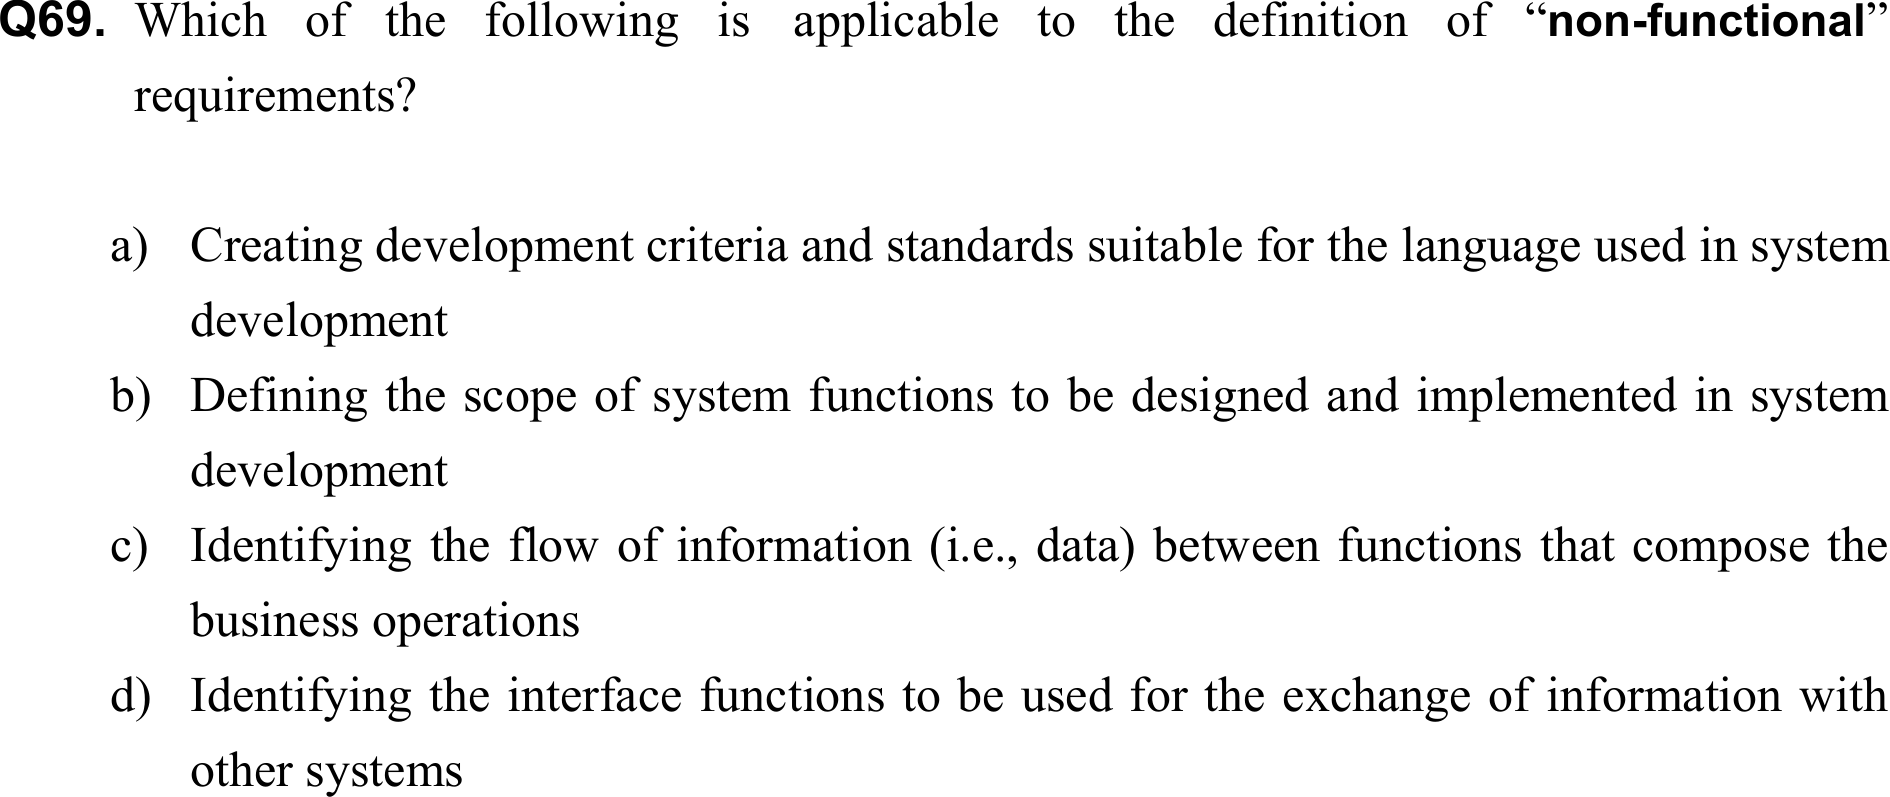 Q69. Which of the following is applicable to the definition of “non-functional”
requirements?
a) Creating development criteria and standards suitable for the language used in system
development
b) Defining the scope of system functions to be designed and implemented in system
development
c) Identifying the flow of information (i.e., data) between functions that compose the
business operations
d) Identifying the interface functions to be used for the exchange of information with
other systems